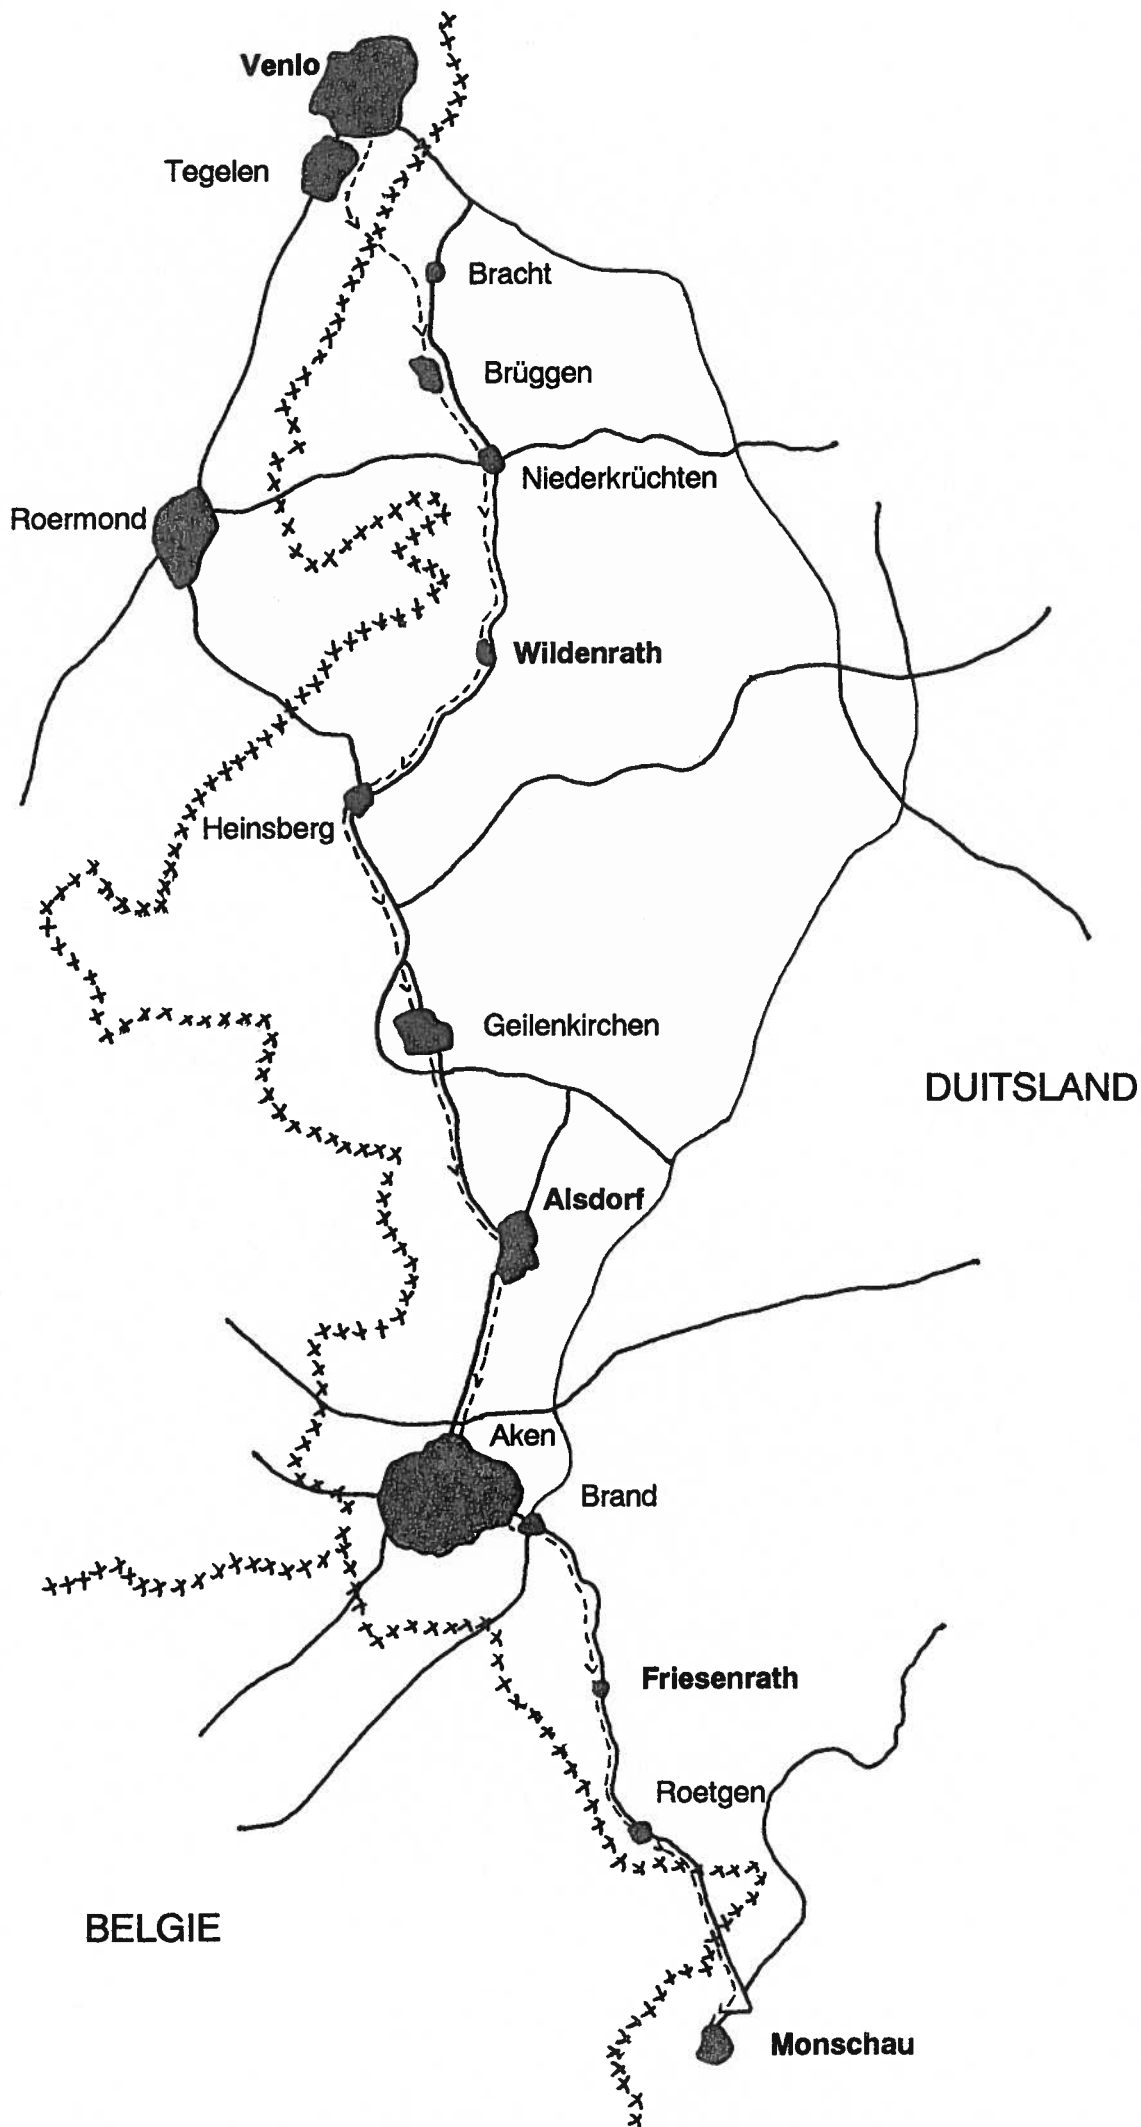 Venlo
Tegelen
Bracht
Brüggen
Niederkrüchten
Roermond
Wildenrath
Heinsberg
Geilenkirchen
DUITSLAND
Alsdorf
Aken
Brand
Friesenrath
Roetgen
BELGIE
Monschau